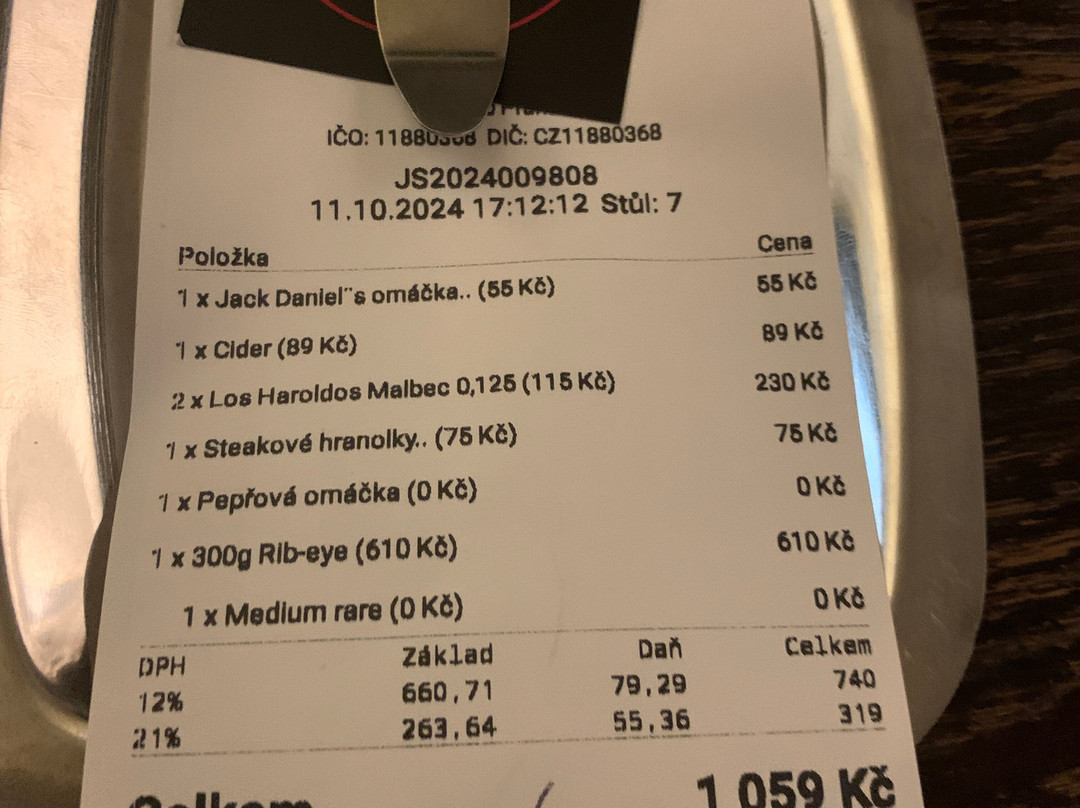 IČO: 11880368 DIČ: CZ11880368
JS2024009808
11.10.2024 17:12:12 Stůl: 7
Položka Cena
1 x Jack Daniel¨s omáčka.. (55 Kč) 55 Kč
1 x Cider (89 Kč) 89 Kč
2 x Los Haroldos Malbec 0,125 (115 Kč) 230 Kč
1 x Steakové hranolky.. (75 Kč) 75 Kč
1 x Pepřová omáčka (0 Kč) 0 Kč
1 x 300g Rib-eye (610 Kč) 610 Kč
1 x Medium rare (0 Kč) 0 Kč
DPH Základ Daň Celkem
12% 660,71 79,29 740
21% 263,64 55,36 319
Celkem 1 059 Kč